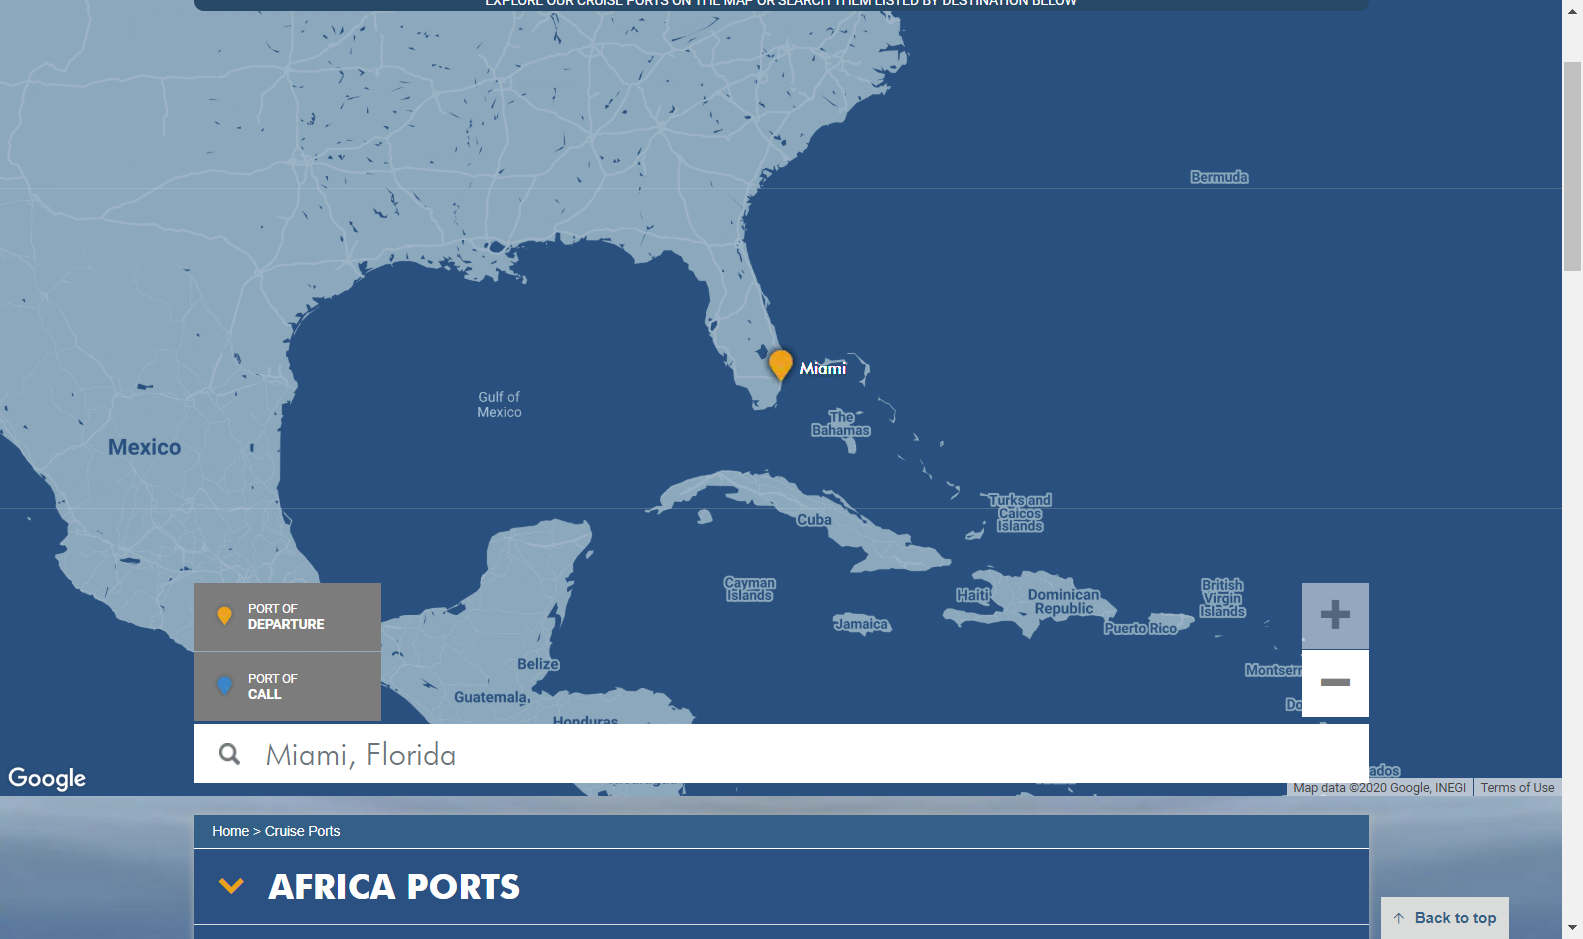 EXPLORE OUR CRUISE PORTS ON THE MAP OR SEARCH THEM LISTED BY DESTINATION BELOW
Bermuda
Miami
Gulf of
Mexico
The
Bahamas
Mexico
Turks and
Caicos
Islands
Cuba
Cayman
Islands
Haiti
Dominican
Republic
British
Virgin
Islands
PORT OF
DEPARTURE
Jamaica
Puerto Rico
Belize
Montserr
PORT OF
CALL
Guatemala
Do
Honduras
Miami, Florida
Google
ados
Map data ©2020 Google, INEGI
Terms of Use
Home > Cruise Ports
AFRICA PORTS
↑ Back to top